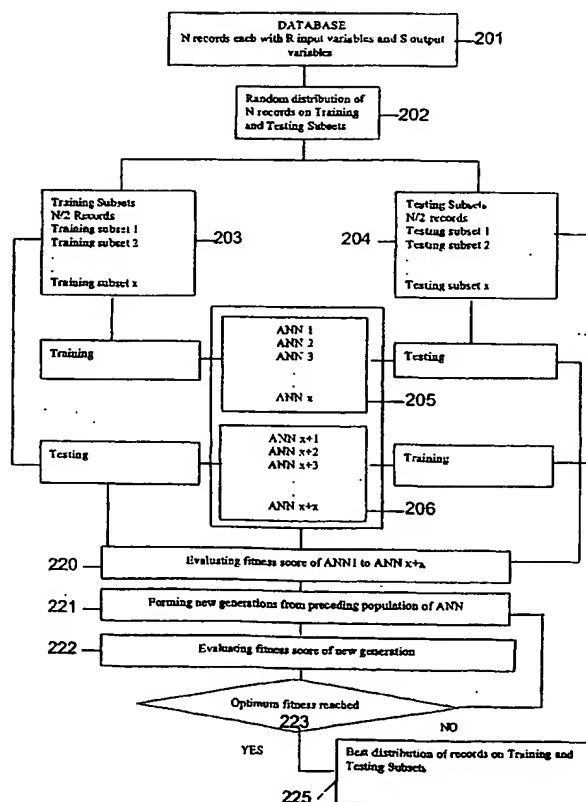 DATABASE
N records each with R input variables and S output
variables
201
Random distribution of
N records on Training
and Testing Subsets
202
Training Subsets
N/2 Records
Training subset 1
Training subset 2
.
.
Training subset x
203
Testing Subsets
N/2 records
Testing subset 1
Testing subset 2
.
.
Testing subset x
204
Training
ANN 1
ANN 2
ANN 3
.
.
ANN x
205
Testing
Testing
ANN x+1
ANN x+2
ANN x+3
.
.
ANN x+x
206
Training
220
Evaluating fitness score of ANN1 to ANN x+x
221
Forming new generations from preceding population of ANN
222
Evaluating fitness score of new generation
Optimum fitness reached
223
NO
YES
Best distribution of records on Training and
Testing Subsets
225